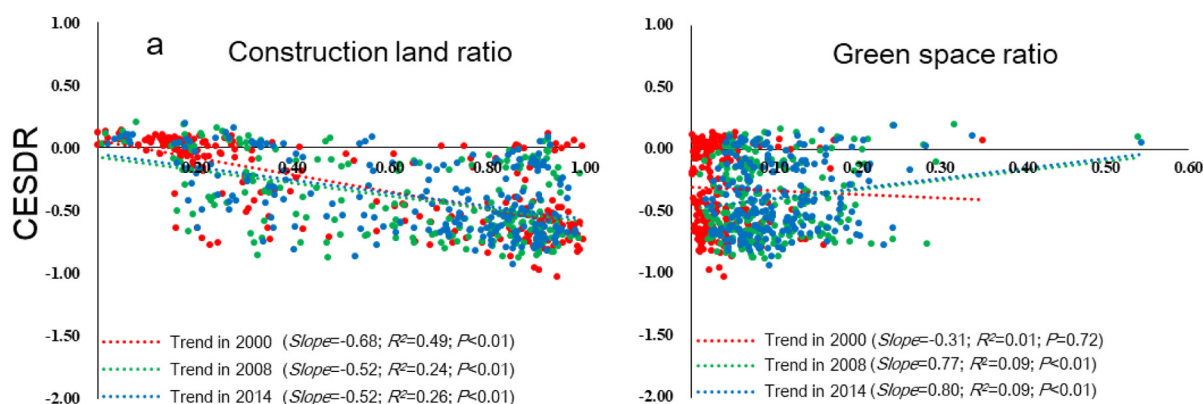 a
Construction land ratio
CESDR
1.00
0.50
0.00
-0.50
-1.00
-1.50
-2.00
0.20
0.40
0.60
0.80
1.00
Trend in 2000 (Slope=-0.68; R²=0.49; P<0.01)
Trend in 2008 (Slope=-0.52; R²=0.24; P<0.01)
Trend in 2014 (Slope=-0.52; R²=0.26; P<0.01)
Green space ratio
1.00
0.50
0.00
-0.50
-1.00
-1.50
-2.00
0.10
0.20
0.30
0.40
0.50
0.60
Trend in 2000 (Slope=-0.31; R²=0.01; P=0.72)
Trend in 2008 (Slope=0.77; R²=0.09; P<0.01)
Trend in 2014 (Slope=0.80; R²=0.09; P<0.01)